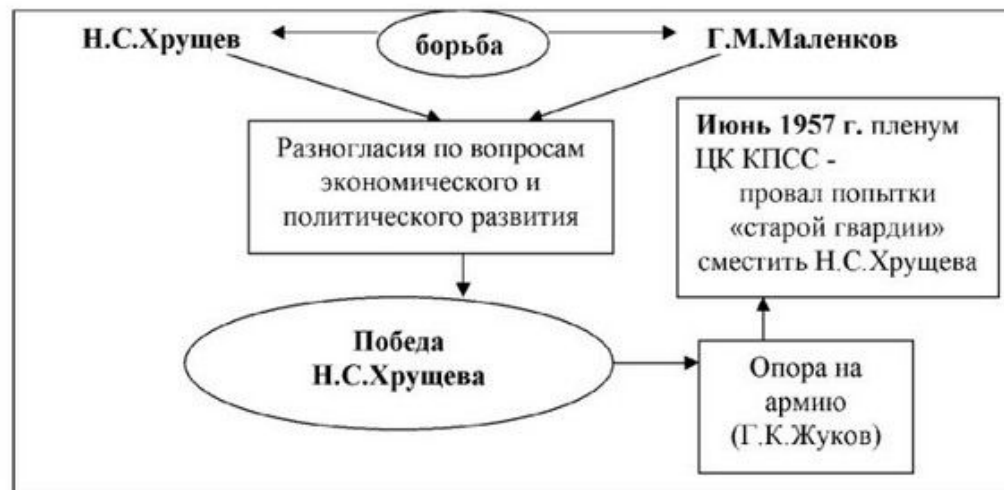 Н.С.Хрущев
борьба
Г.М.Маленков
Разногласия по вопросам
экономического и
политического развития
Июнь 1957 г. пленум
ЦК КПСС -
провал попытки
«старой гвардии»
сместить Н.С.Хрущева
Победа
Н.С.Хрущева
Опора на
армию
(Г.К.Жуков)